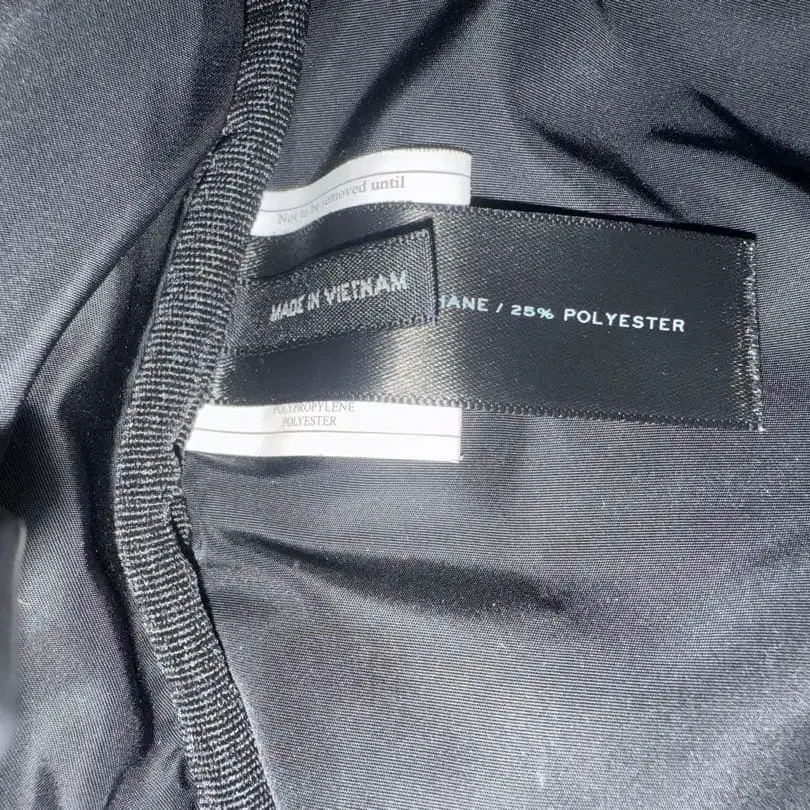 Not to be removed until
MADE IN VIETNAM
HANE / 25% POLYESTER
POLYPROPYLENE
POLYESTER